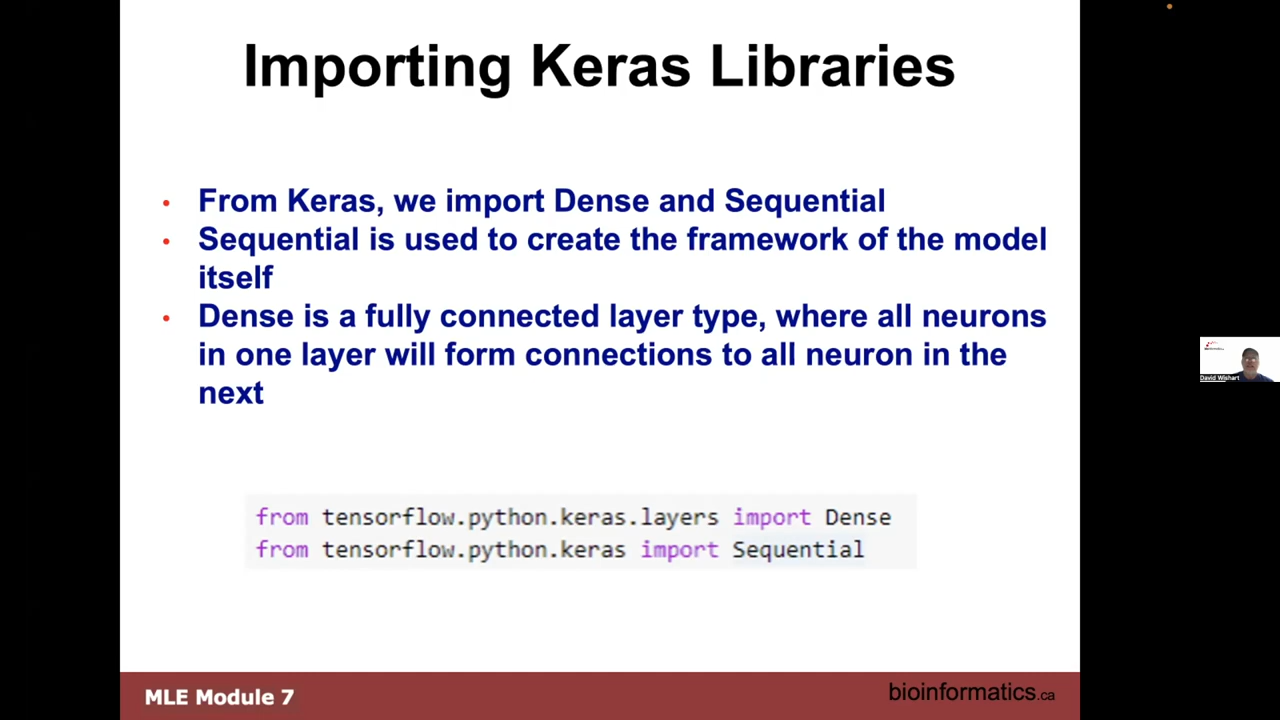 Importing Keras Libraries
• From Keras, we import Dense and Sequential
• Sequential is used to create the framework of the model
itself
• Dense is a fully connected layer type, where all neurons
in one layer will form connections to all neuron in the
next
from tensorflow.python.keras.layers import Dense
from tensorflow.python.keras import Sequential
David Wishart
MLE Module 7
bioinformatics.ca